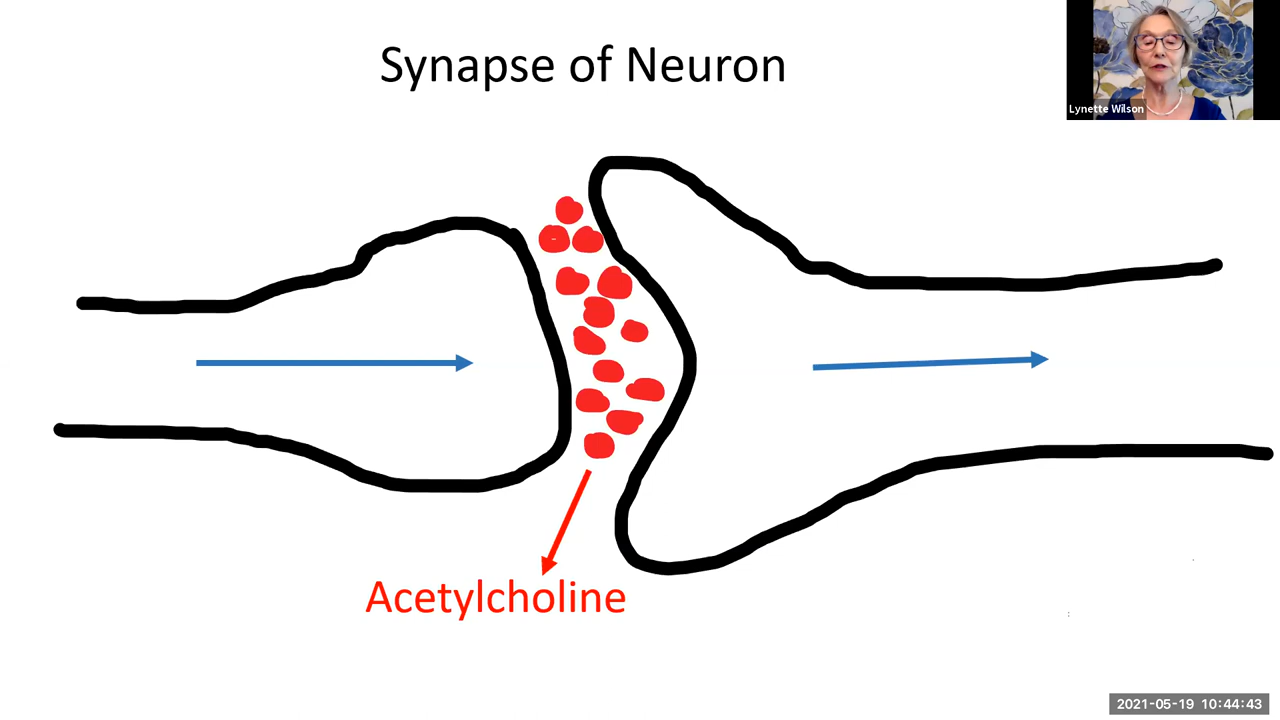 Synapse of Neuron
Lynette Wilson
Acetylcholine
2021-05-19 10:44:43